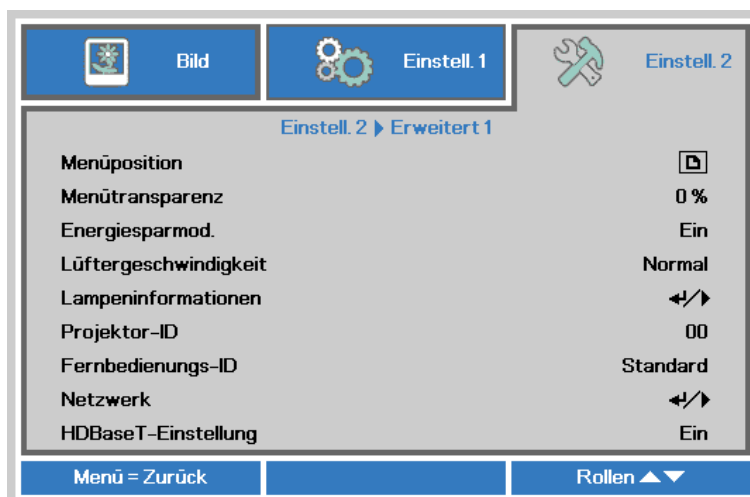 Bild
Einstell. 1
Einstell. 2
Einstell. 2 ▶ Erweitert 1
Menüposition
Menütransparenz 0 %
Energiesparmod. Ein
Lüftergeschwindigkeit Normal
Lampeninformationen ↵/▶
Projektor-ID 00
Fernbedienungs-ID Standard
Netzwerk ↵/▶
HDBaseT-Einstellung Ein
Menü = Zurück
Rollen ▲▼